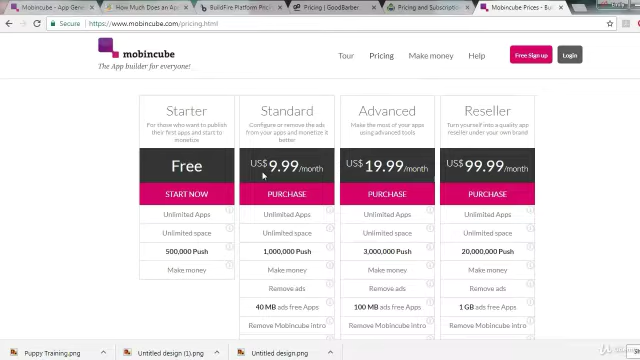 Mobincube - App Gene
How Much Does an App
BuildFire Platform Pricin
Pricing | GoodBarber
Pricing and Subscription
Mobincube Prices - Bui
Secure
https://www.mobincube.com/pricing.html
mobincube
The App builder for everyone!
Tour
Pricing
Make money
Help
Free Sign up
Login
Starter
For those who want to publish
their first apps and start to
monetize
Free
START NOW
Unlimited Apps
Unlimited space
500,000 Push
Make money
Standard
Configure or remove the ads
from your apps and monetize it
better
US$ 9.99/month
PURCHASE
Unlimited Apps
Unlimited space
1,000,000 Push
Make money
Remove ads
40 MB ads free Apps
Remove Mobincube intro
Advanced
Make the most of your apps
using advanced tools
US$ 19.99/month
PURCHASE
Unlimited Apps
Unlimited space
3,000,000 Push
Make money
Remove ads
100 MB ads free Apps
Remove Mobincube intro
Reseller
Turn yourself into a quality app
reseller under your own brand
US$ 99.99/month
PURCHASE
Unlimited Apps
Unlimited space
20,000,000 Push
Make money
Remove ads
1 GB ads free Apps
Remove Mobincube intro
Puppy Training.png
Untitled design (1).png
Untitled design.png